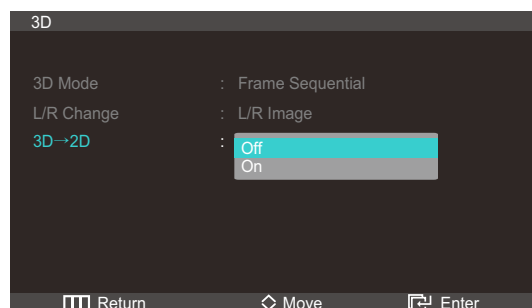 3D
3D Mode : Frame Sequential
L/R Change : L/R Image
3D→2D : Off
On
Return Move Enter